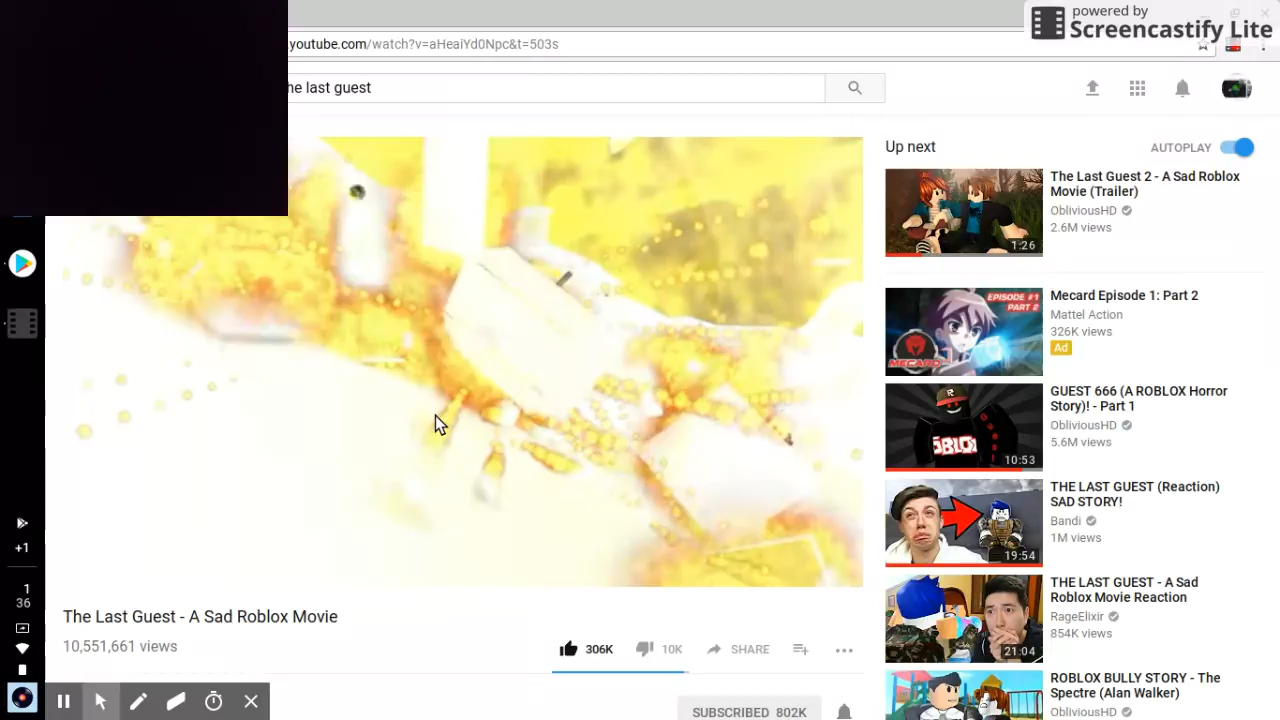 powered by
Screencastify Lite
youtube.com/watch?v=aHeaiYd0Npc&t=503s
he last guest
Up next
AUTOPLAY
The Last Guest 2 - A Sad Roblox
Movie (Trailer)
ObliviousHD
2.6M views
1:26
EPISODE #1
PART 2
MECARD
Mecard Episode 1: Part 2
Mattel Action
326K views
Ad
GUEST 666 (A ROBLOX Horror
Story)! - Part 1
ObliviousHD
5.6M views
10:53
THE LAST GUEST (Reaction)
SAD STORY!
Bandi
1M views
19:54
THE LAST GUEST - A Sad
Roblox Movie Reaction
RageElixir
854K views
21:04
ROBLOX BULLY STORY - The
Spectre (Alan Walker)
ObliviousHD
The Last Guest - A Sad Roblox Movie
10,551,661 views
306K
10K
SHARE
SUBSCRIBED 802K
+1
1
36